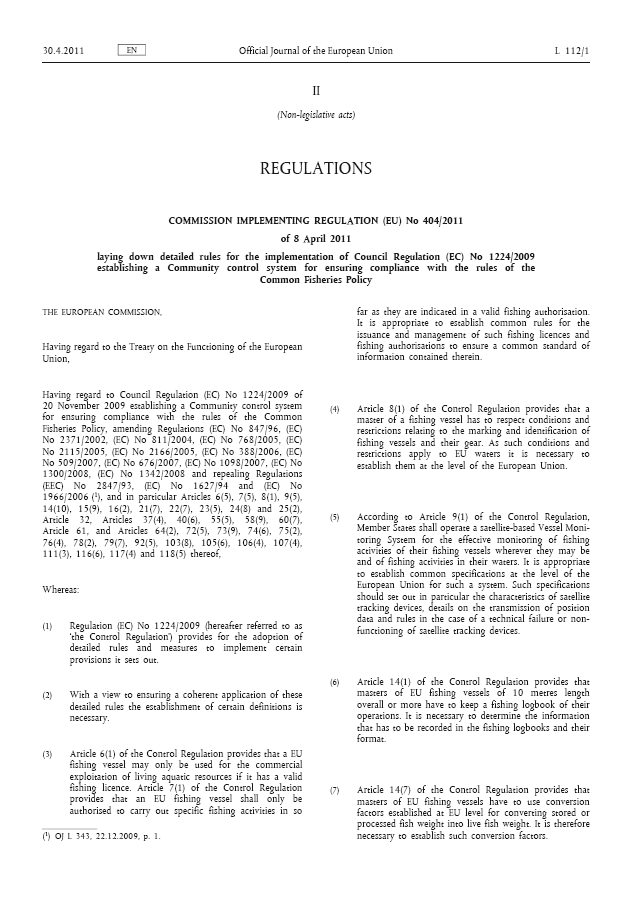 30.4.2011
EN
Official Journal of the European Union
L 112/1
II
(Non-legislative acts)
REGULATIONS
COMMISSION IMPLEMENTING REGULATION (EU) No 404/2011
of 8 April 2011
laying down detailed rules for the implementation of Council Regulation (EC) No 1224/2009
establishing a Community control system for ensuring compliance with the rules of the
Common Fisheries Policy
THE EUROPEAN COMMISSION,
Having regard to the Treaty on the Functioning of the European
Union,
Having regard to Council Regulation (EC) No 1224/2009 of
20 November 2009 establishing a Community control system
for ensuring compliance with the rules of the Common
Fisheries Policy, amending Regulations (EC) No 847/96, (EC)
No 2371/2002, (EC) No 811/2004, (EC) No 768/2005, (EC)
No 2115/2005, (EC) No 2166/2005, (EC) No 388/2006, (EC)
No 509/2007, (EC) No 676/2007, (EC) No 1098/2007, (EC) No
1300/2008, (EC) No 1342/2008 and repealing Regulations
(EEC) No 2847/93, (EC) No 1627/94 and (EC) No
1966/2006 (1), and in particular Articles 6(5), 7(5), 8(1), 9(5),
14(10), 15(9), 16(2), 21(7), 22(7), 23(5), 24(8) and 25(2),
Article 32, Articles 37(4), 40(6), 55(5), 58(9), 60(7),
Article 61, and Articles 64(2), 72(5), 73(9), 74(6), 75(2),
76(4), 78(2), 79(7), 92(5), 103(8), 105(6), 106(4), 107(4),
111(3), 116(6), 117(4) and 118(5) thereof,
Whereas:
(1) Regulation (EC) No 1224/2009 (hereafter referred to as
'the Control Regulation') provides for the adoption of
detailed rules and measures to implement certain
provisions it sets out.
(2) With a view to ensuring a coherent application of these
detailed rules the establishment of certain definitions is
necessary.
(3) Article 6(1) of the Control Regulation provides that a EU
fishing vessel may only be used for the commercial
exploitation of living aquatic resources if it has a valid
fishing licence. Article 7(1) of the Control Regulation
provides that an EU fishing vessel shall only be
authorised to carry out specific fishing activities in so
(1) OJ L 343, 22.12.2009, p. 1.
far as they are indicated in a valid fishing authorisation.
It is appropriate to establish common rules for the
issuance and management of such fishing licences and
fishing authorisations to ensure a common standard of
information contained therein.
(4) Article 8(1) of the Control Regulation provides that a
master of a fishing vessel has to respect conditions and
restrictions relating to the marking and identification of
fishing vessels and their gear. As such conditions and
restrictions apply to EU waters it is necessary to
establish them at the level of the European Union.
(5) According to Article 9(1) of the Control Regulation,
Member States shall operate a satellite-based Vessel Moni-
toring System for the effective monitoring of fishing
activities of their fishing vessels wherever they may be
and of fishing activities in their waters. It is appropriate
to establish common specifications at the level of the
European Union for such a system. Such specifications
should set out in particular the characteristics of satellite
tracking devices, details on the transmission of position
data and rules in the case of a technical failure or non-
functioning of satellite tracking devices.
(6) Article 14(1) of the Control Regulation provides that
masters of EU fishing vessels of 10 metres length
overall or more have to keep a fishing logbook of their
operations. It is necessary to determine the information
that has to be recorded in the fishing logbooks and their
format.
(7) Article 14(7) of the Control Regulation provides that
masters of EU fishing vessels have to use conversion
factors established at EU level for converting stored or
processed fish weight into live fish weight. It is therefore
necessary to establish such conversion factors.